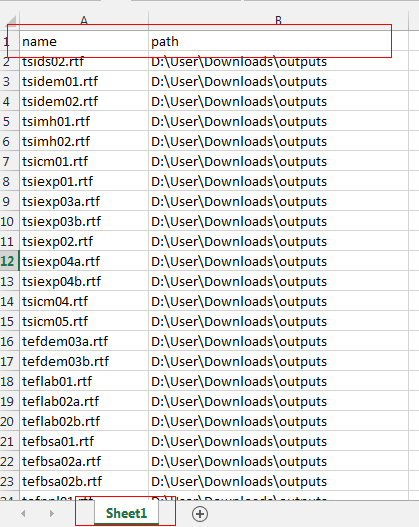 A B
1 name path
2 tsids02.rtf D:\User\Downloads\outputs
3 tsidem01.rtf D:\User\Downloads\outputs
4 tsidem02.rtf D:\User\Downloads\outputs
5 tsimh01.rtf D:\User\Downloads\outputs
6 tsimh02.rtf D:\User\Downloads\outputs
7 tsicm01.rtf D:\User\Downloads\outputs
8 tsiexp01.rtf D:\User\Downloads\outputs
9 tsiexp03a.rtf D:\User\Downloads\outputs
10 tsiexp03b.rtf D:\User\Downloads\outputs
11 tsiexp02.rtf D:\User\Downloads\outputs
12 tsiexp04a.rtf D:\User\Downloads\outputs
13 tsiexp04b.rtf D:\User\Downloads\outputs
14 tsicm04.rtf D:\User\Downloads\outputs
15 tsicm05.rtf D:\User\Downloads\outputs
16 tefdem03a.rtf D:\User\Downloads\outputs
17 tefdem03b.rtf D:\User\Downloads\outputs
18 teflab01.rtf D:\User\Downloads\outputs
19 teflab02a.rtf D:\User\Downloads\outputs
20 teflab02b.rtf D:\User\Downloads\outputs
21 tefbsa01.rtf D:\User\Downloads\outputs
22 tefbsa02a.rtf D:\User\Downloads\outputs
23 tefbsa02b.rtf D:\User\Downloads\outputs
24 D:\User\Downloads\outputs
Sheet1